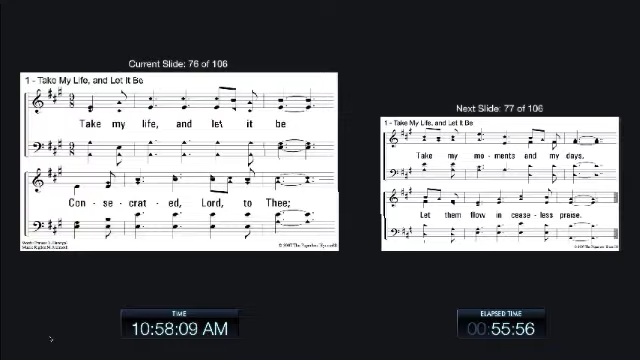 Current Slide: 76 of 106
1 - Take My Life, and Let It Be
Take my life, and let it be
Con - se - crat - ed, Lord, to Thee;
Next Slide: 77 of 106
1 - Take My Life, and Let It Be
Take my mo - ments and my days,
Let them flow in cease - less praise.
TIME
10:58:09 AM
ELAPSED TIME
00:55:56